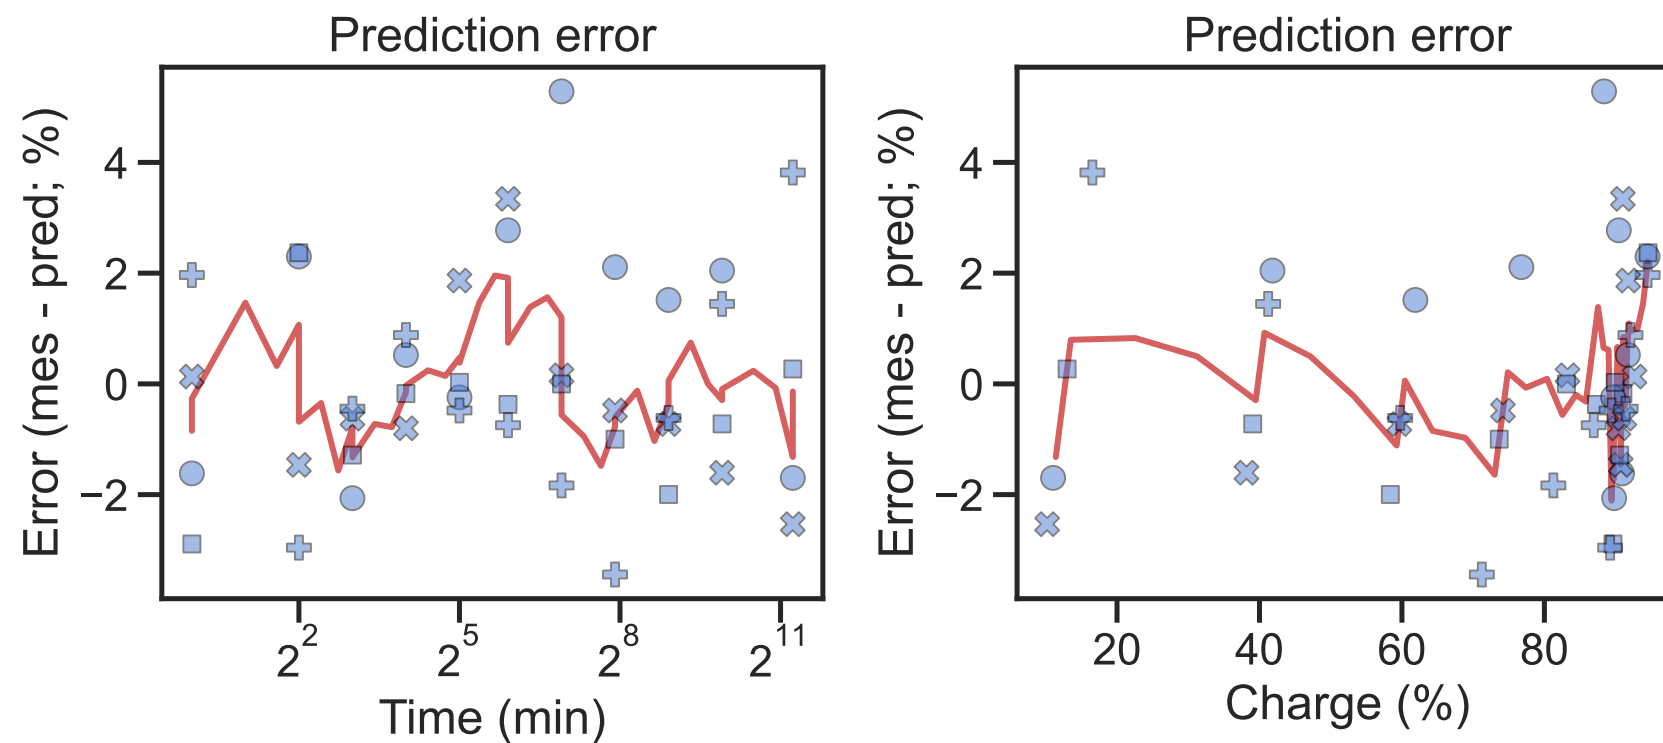 Prediction error
Error (mes - pred; %)
4
2
0
−2
2^2
2^5
2^8
2^11
Time (min)
Prediction error
Error (mes - pred; %)
4
2
0
−2
20
40
60
80
Charge (%)